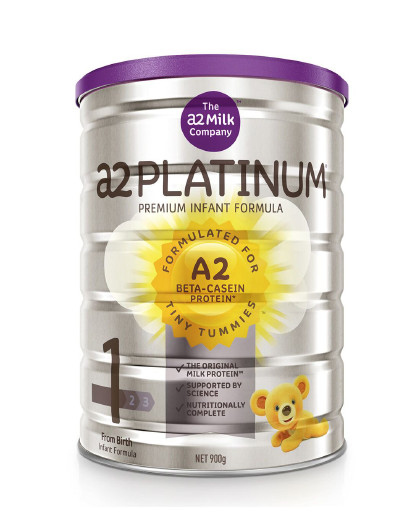 The
a2 Milk
Company
a2PLATINUM®
PREMIUM INFANT FORMULA
FORMULATED FOR
A2
BETA-CASEIN
PROTEIN*
TINY TUMMIES
THE ORIGINAL
MILK PROTEIN™
SUPPORTED BY
SCIENCE
NUTRITIONALLY
COMPLETE
1
2 3
From Birth
Infant Formula
NET 900g